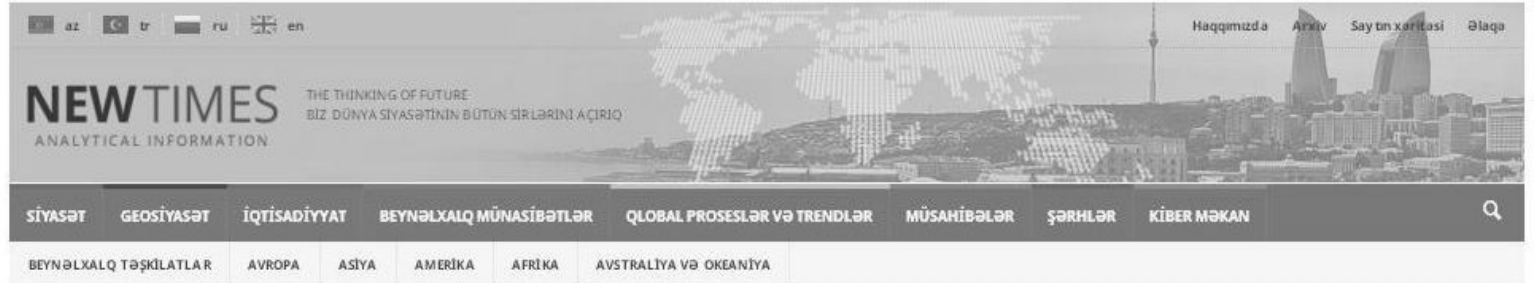 az tr ru en Haqqımızda Arxiv Saytın xəritəsi Əlaqə
NEWTIMES
ANALYTICAL INFORMATION
THE THINKING OF FUTURE
BİZ DÜNYA SİYASƏTİNİN BÜTÜN SİRLƏRİNİ AÇIRIQ
SİYASƏT GEOSİYASƏT İQTİSADİYYAT BEYNƏLXALQ MÜNASİBƏTLƏR QLOBAL PROSESLƏR VƏ TRENDLƏR MÜSAHİBƏLƏR ŞƏRHLƏR KİBER MƏKAN
BEYNƏLXALQ TƏŞKİLATLAR AVROPA ASİYA AMERİKA AFRİKA AVSTRALİYA VƏ OKEANİYA